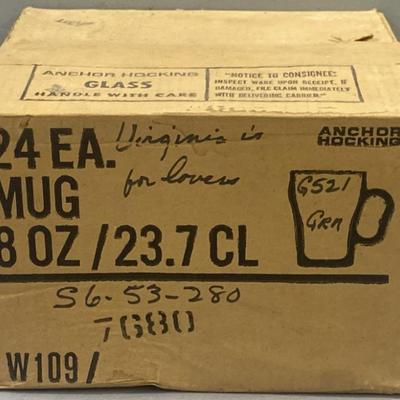 ANCHOR HOCKING
GLASS
HANDLE WITH CARE
"NOTICE TO CONSIGNEE:
INSPECT WARE UPON RECEIPT, IF
DAMAGED, FILE CLAIM IMMEDIATELY
WITH DELIVERING CARRIER."
24 EA.
MUG
8 OZ / 23.7 CL
Virginia is
for lovers
ANCHOR
HOCKING
G521
GRN
S6-53-280
7680
W109 /